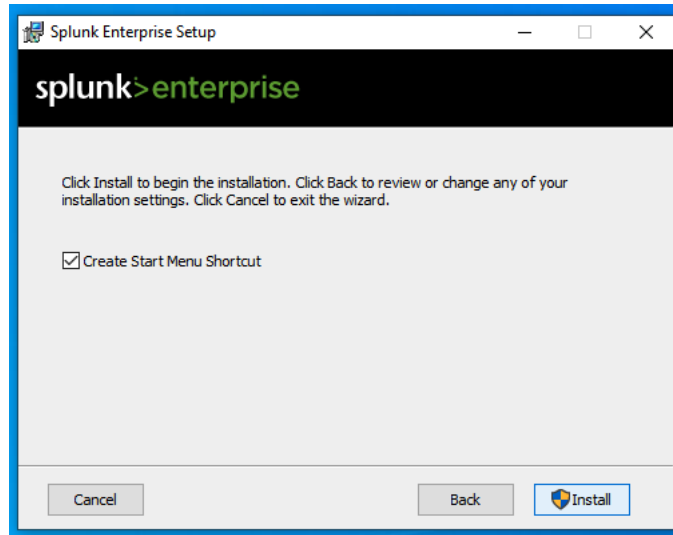 Splunk Enterprise Setup
splunk>enterprise
Click Install to begin the installation. Click Back to review or change any of your
installation settings. Click Cancel to exit the wizard.
Create Start Menu Shortcut
Cancel
Back
Install